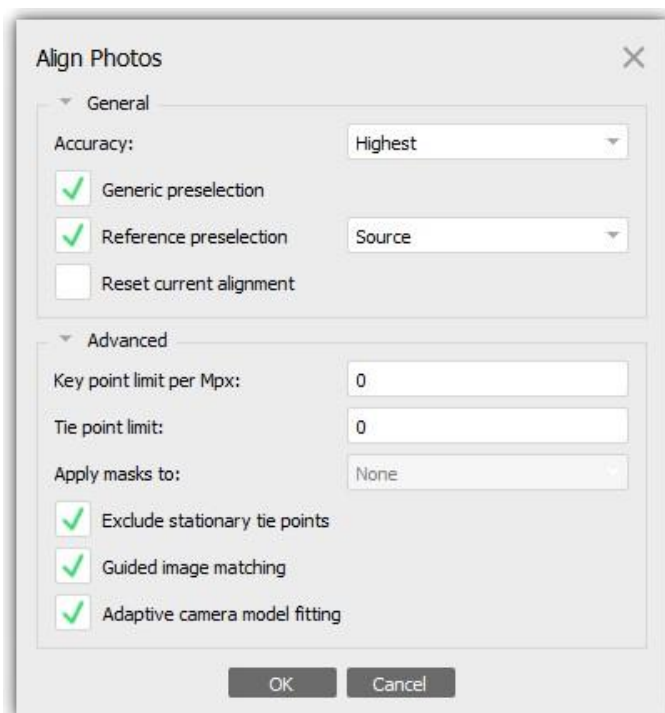 Align Photos
General
Accuracy: Highest
Generic preselection
Reference preselection Source
Reset current alignment
Advanced
Key point limit per Mpx: 0
Tie point limit: 0
Apply masks to: None
Exclude stationary tie points
Guided image matching
Adaptive camera model fitting
OK Cancel